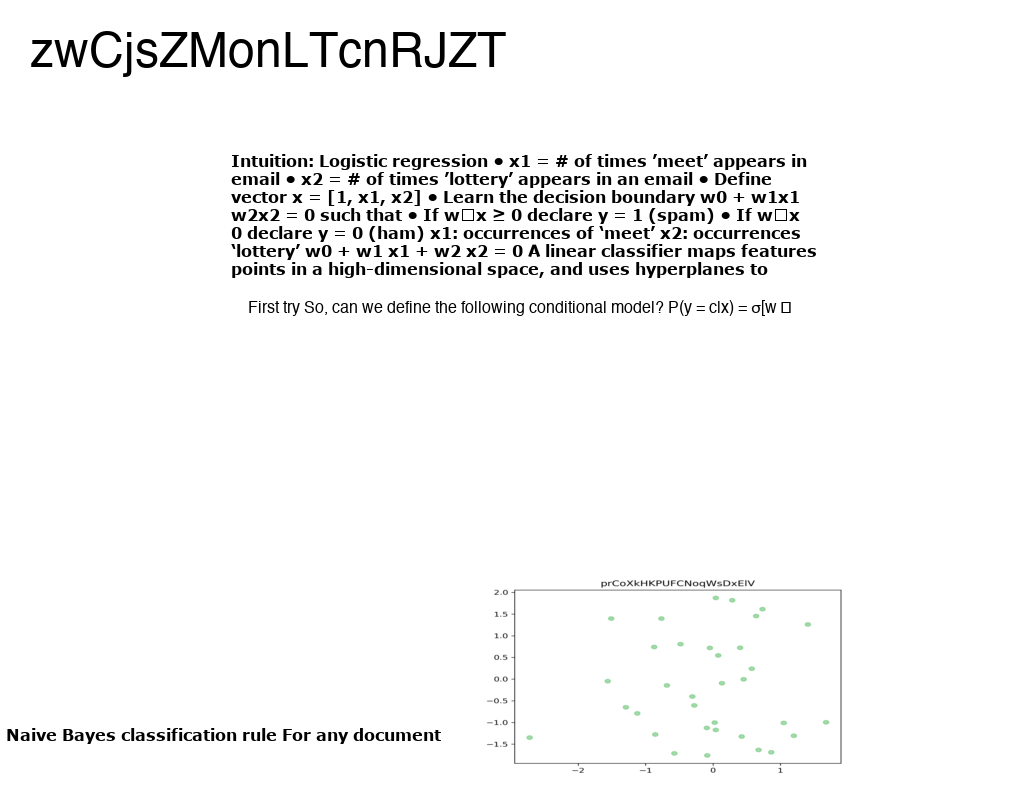 zwCjsZMonLTcnRJZT
Intuition: Logistic regression • x1 = # of times ’meet’ appears in
email • x2 = # of times ’lottery’ appears in an email • Define
vector x = [1, x1, x2] • Learn the decision boundary w0 + w1x1
w2x2 = 0 such that • If w□x ≥ 0 declare y = 1 (spam) • If w□x
0 declare y = 0 (ham) x1: occurrences of ‘meet’ x2: occurrences
‘lottery’ w0 + w1 x1 + w2 x2 = 0 A linear classifier maps features
points in a high-dimensional space, and uses hyperplanes to
First try So, can we define the following conditional model? P(y = c|x) = σ[w □
prCoXkHKPUFCNoqWsDxElV
2.0
1.5
1.0
0.5
0.0
−0.5
−1.0
−1.5
−2 −1 0 1
Naive Bayes classification rule For any document